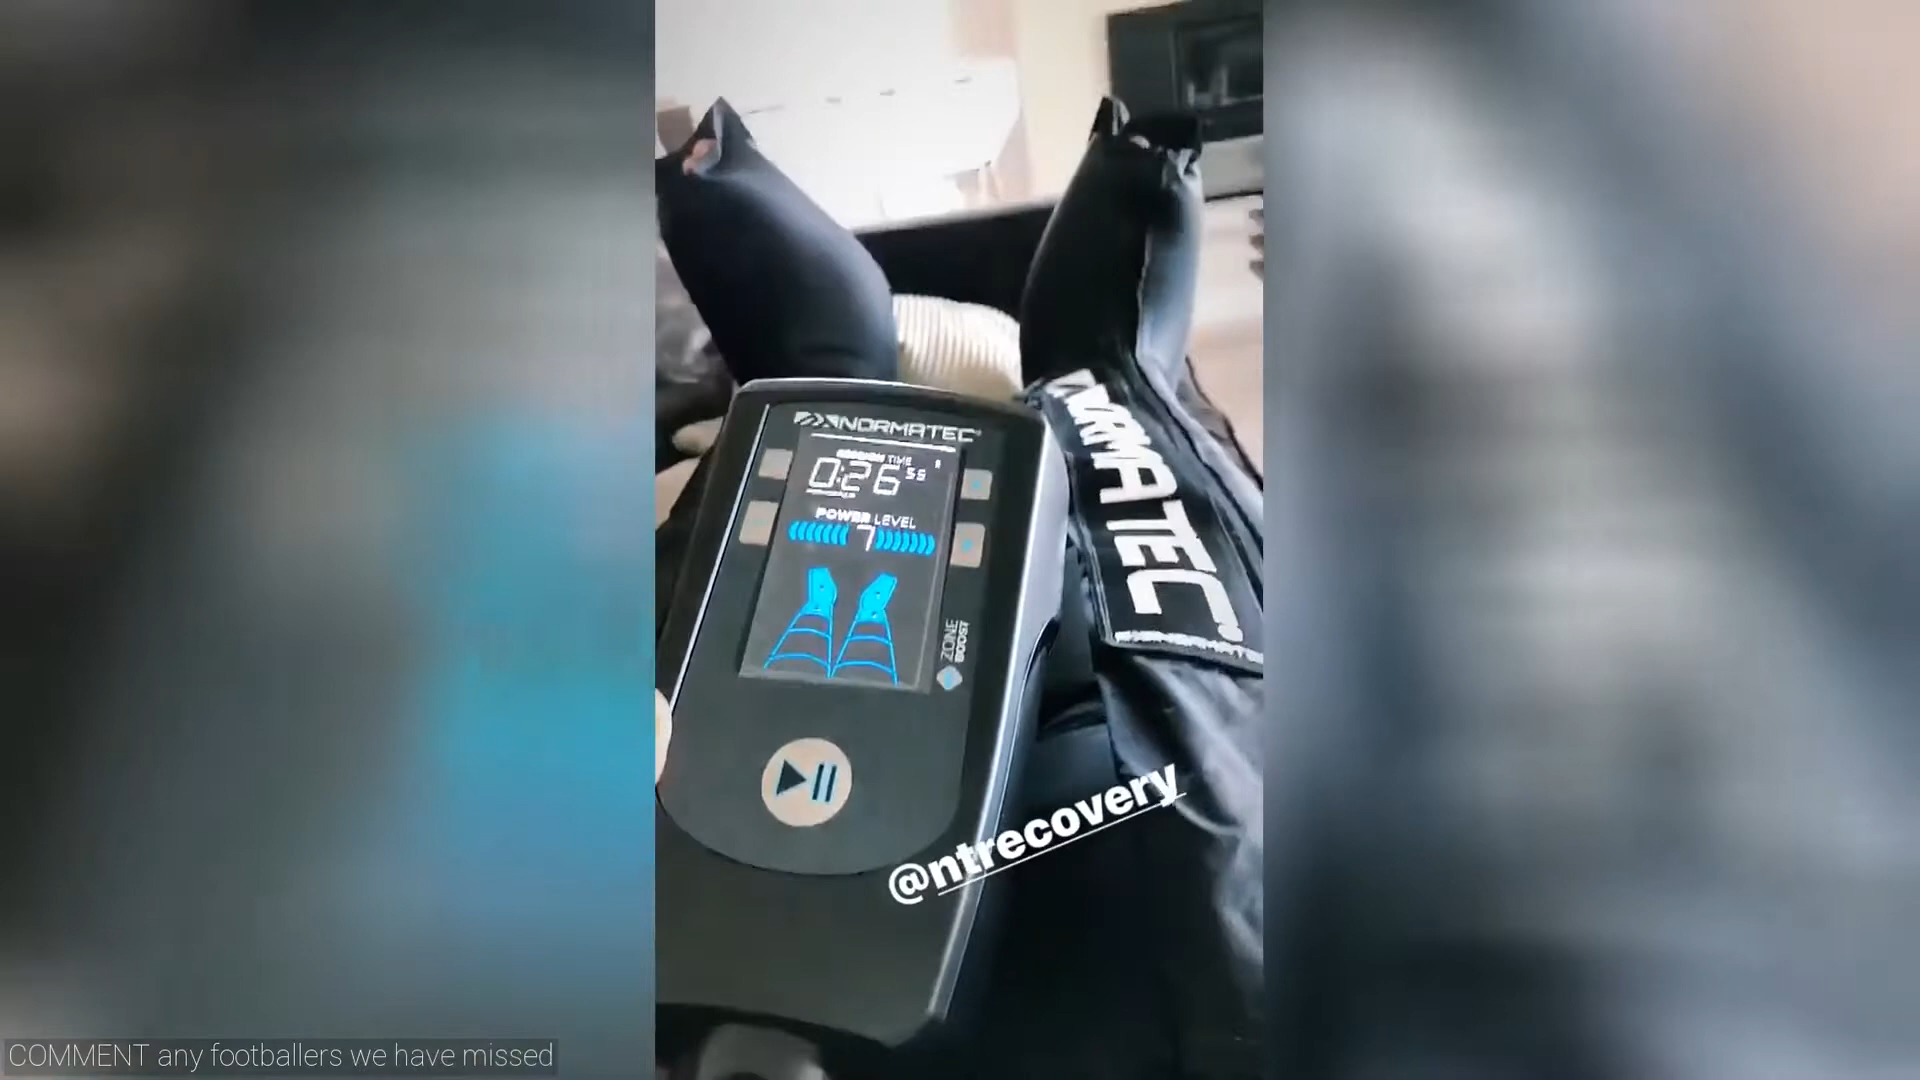 NORMATEC
SESSION TIME
0:26 55
POWER LEVEL
7
ZONE
BOOST
NORMATEC
@ntrecovery
COMMENT any footballers we have missed